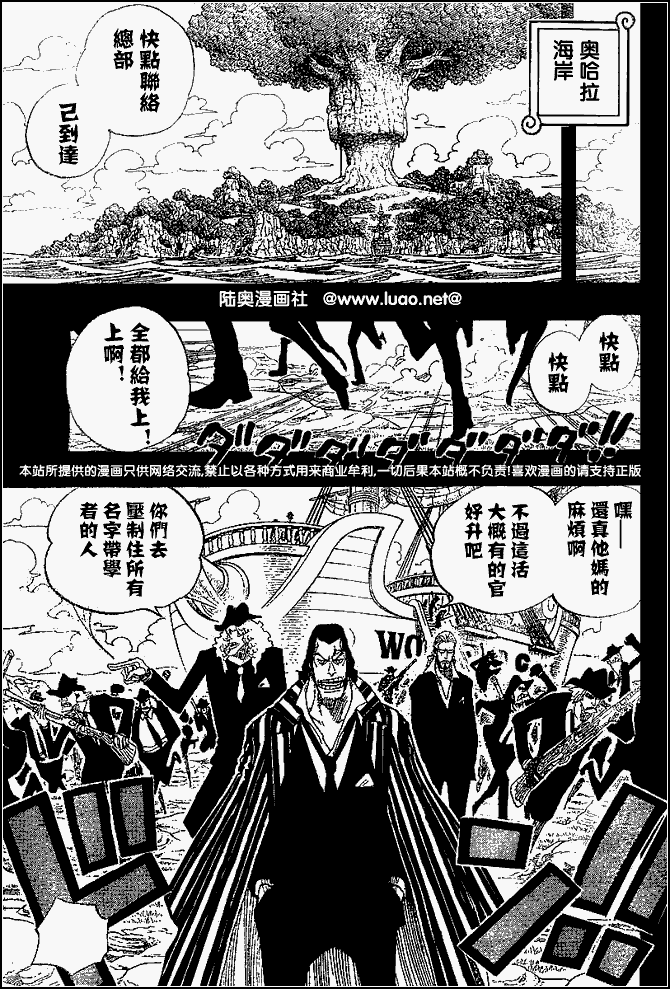 奧哈拉
海岸
快點聯絡
總部
己到達
陆奥漫画社 @www.luao.net@
快點
快點
全都給我上！
上啊！
ダダダダダダダ!!
本站所提供的漫画只供网络交流,禁止以各种方式用来商业牟利,一切后果本站概不负责!喜欢漫画的请支持正版
嘿——
還真他媽的
麻煩啊
不過這活
大概有的官
好升吧
你們去
壓制住所有
名字帶學
者的人
WO
C
ドン